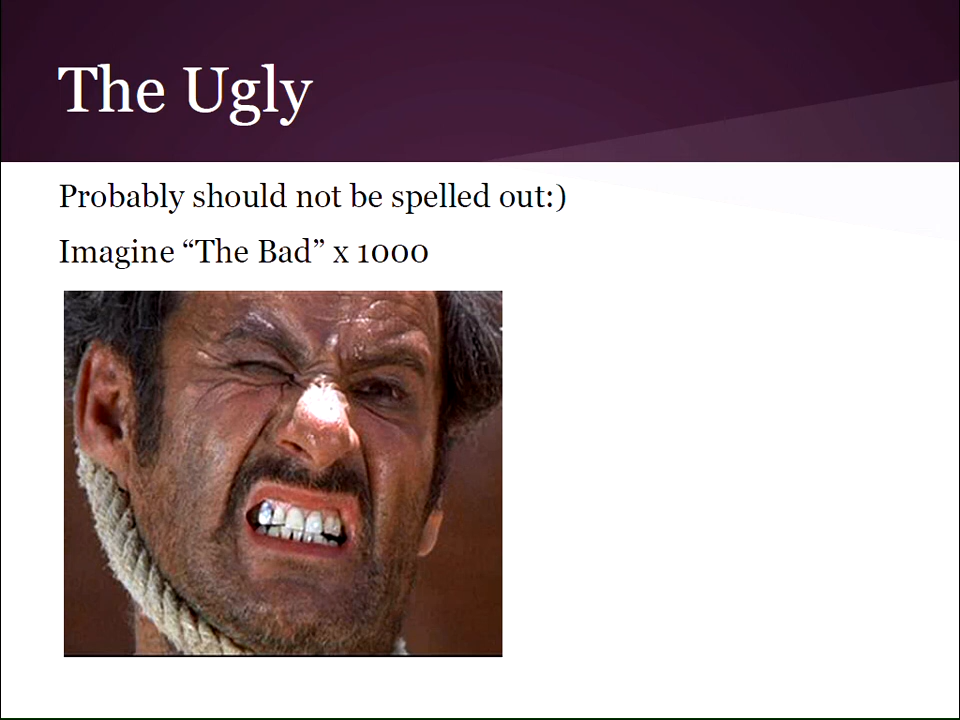 The Ugly
Probably should not be spelled out:)
Imagine “The Bad” x 1000